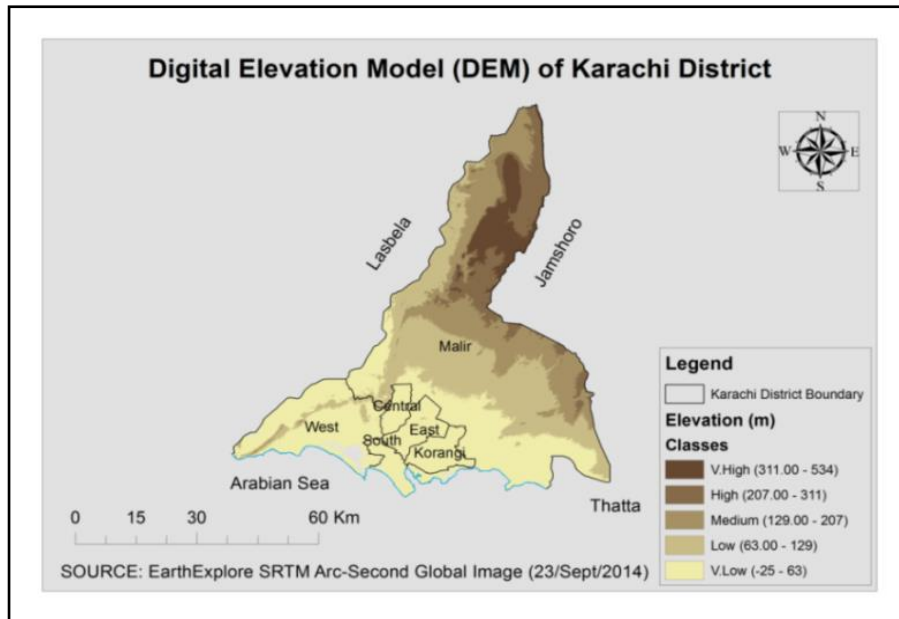 Digital Elevation Model (DEM) of Karachi District
N
W E
S
Lasbela
Jamshoro
Malir
Central
West
East
South
Korangi
Arabian Sea
Thatta
0 15 30 60 Km
SOURCE: EarthExplore SRTM Arc-Second Global Image (23/Sept/2014)
Legend
Karachi District Boundary
Elevation (m)
Classes
V.High (311.00 - 534)
High (207.00 - 311)
Medium (129.00 - 207)
Low (63.00 - 129)
V.Low (-25 - 63)